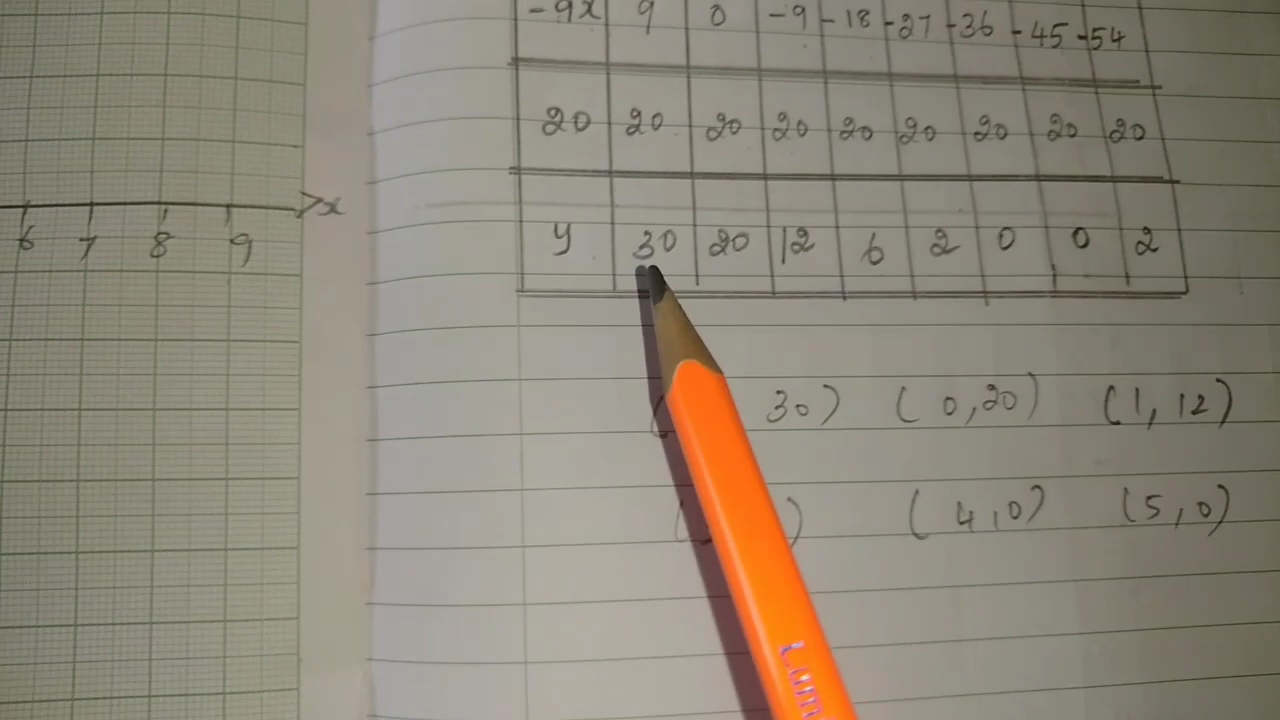 -9x 9 0 -9 -18 -27 -36 -45 -54
20 20 20 20 20 20 20 20 20
x
6 7 8 9
y 30 20 12 6 2 0 0 2
( 30) (0,20) (1,12)
( ) (4,0) (5,0)